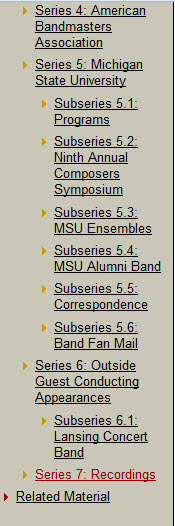 Series 4: American
Bandmasters
Association
Series 5: Michigan
State University
Subseries 5.1:
Programs
Subseries 5.2:
Ninth Annual
Composers
Symposium
Subseries 5.3:
MSU Ensembles
Subseries 5.4:
MSU Alumni Band
Subseries 5.5:
Correspondence
Subseries 5.6:
Band Fan Mail
Series 6: Outside
Guest Conducting
Appearances
Subseries 6.1:
Lansing Concert
Band
Series 7: Recordings
Related Material